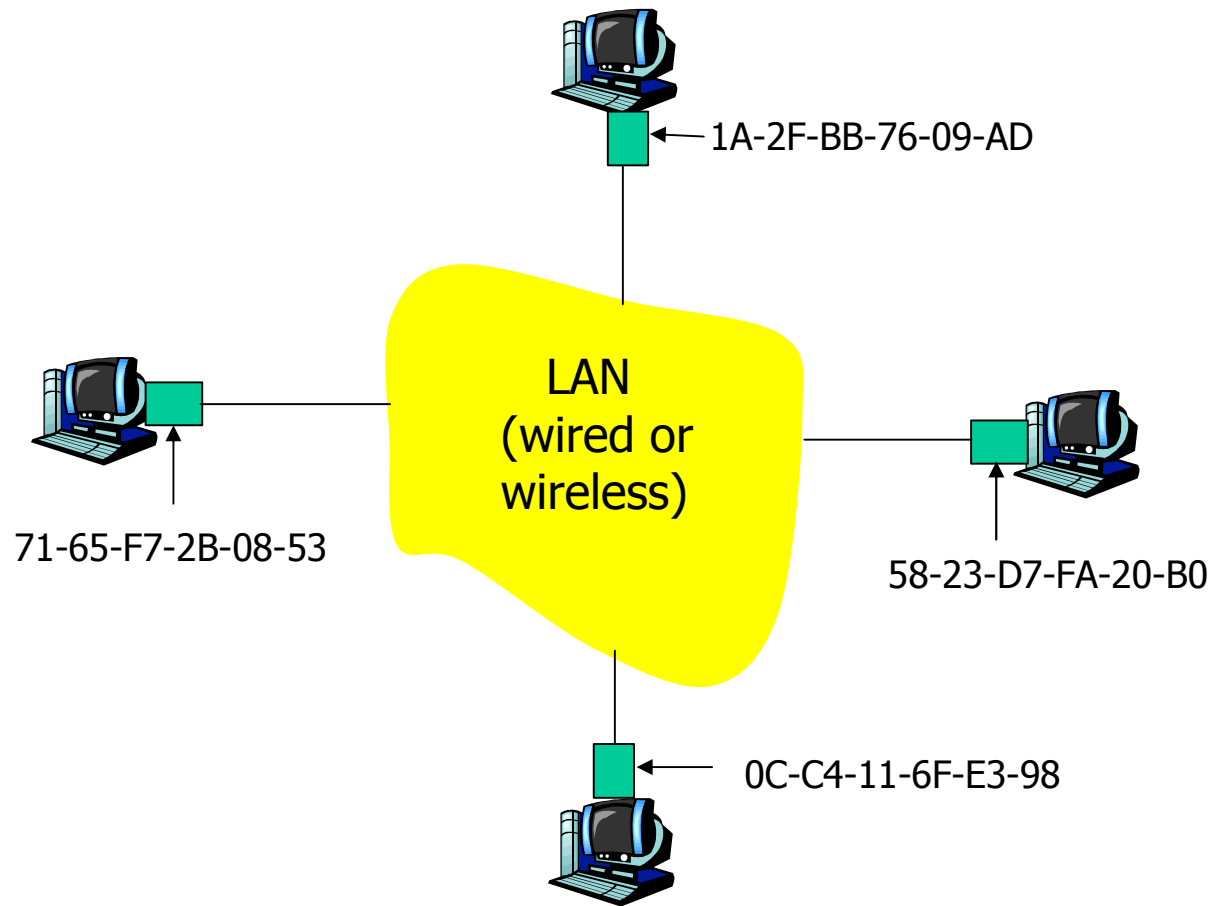 1A-2F-BB-76-09-AD
LAN
(wired or
wireless)
71-65-F7-2B-08-53
58-23-D7-FA-20-B0
0C-C4-11-6F-E3-98